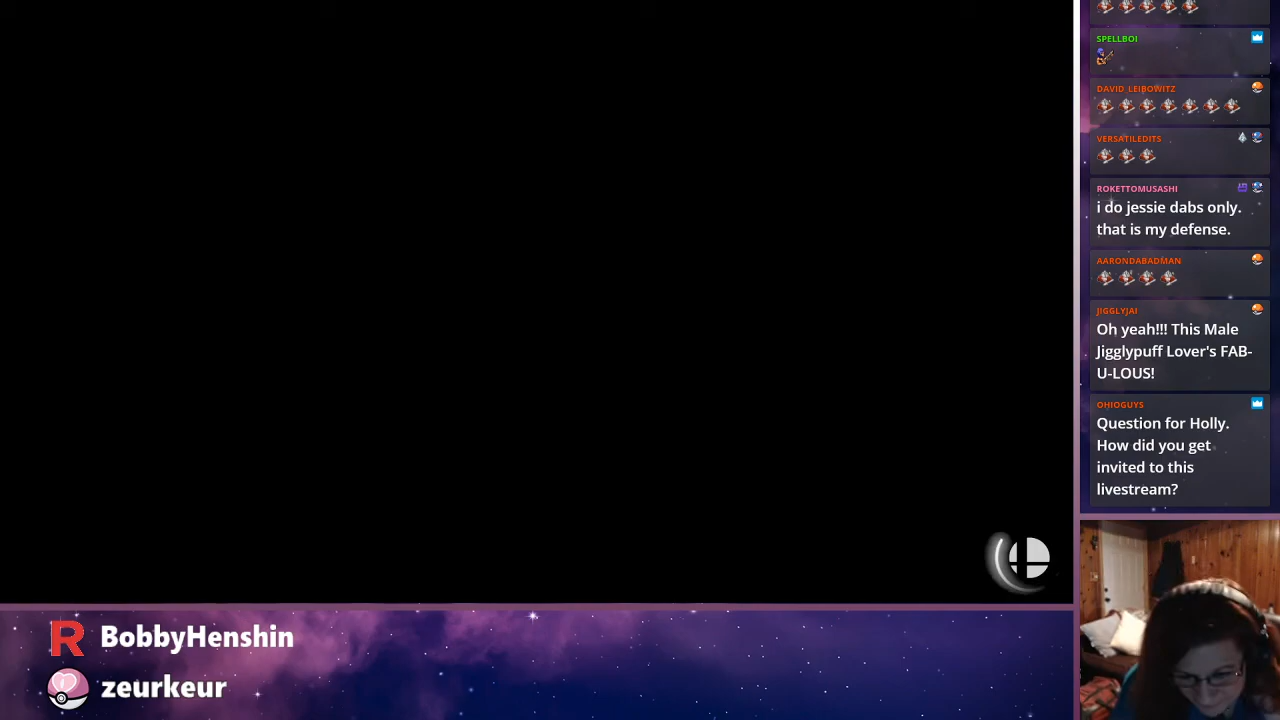 SPELLBOI
DAVID_LEIBOWITZ
VERSATILEDITS
ROKETTOMUSASHI
i do jessie dabs only.
that is my defense.
AARONDABADMAN
JIGGLYJAI
Oh yeah!!! This Male
Jigglypuff Lover's FAB-
U-LOUS!
OHIOGUYS
Question for Holly.
How did you get
invited to this
livestream?
R BobbyHenshin
zeurkeur